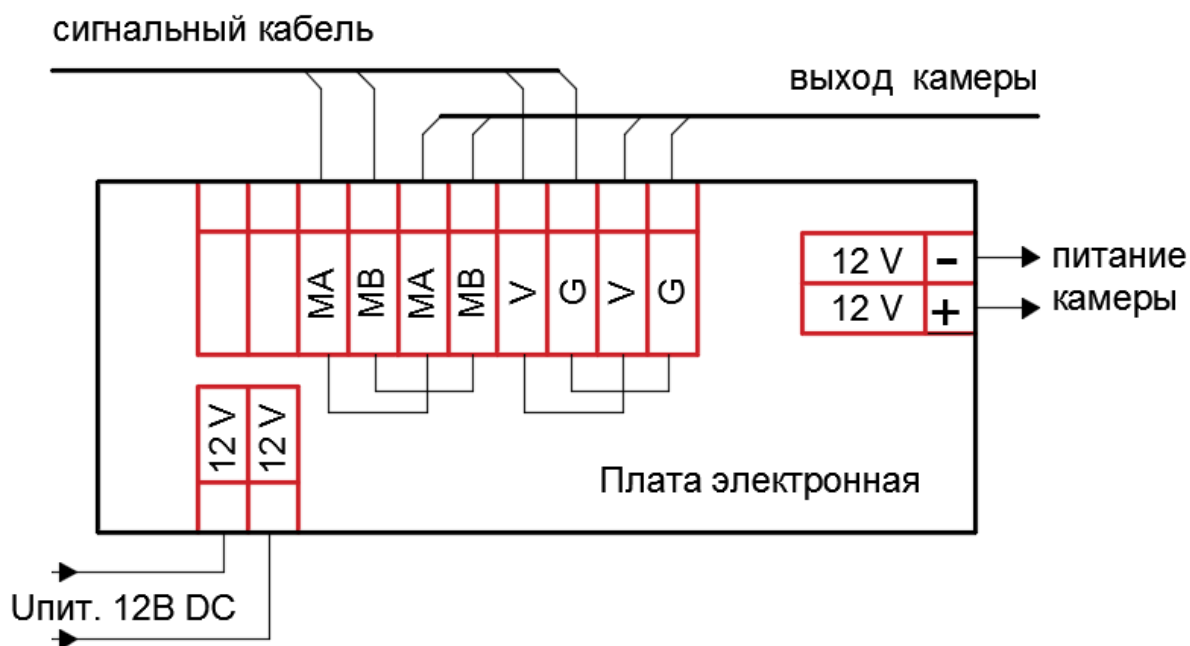 сигнальный кабель
выход камеры
MA MB MA MB V G V G
12 V - питание
12 V + камеры
12 V 12 V
Плата электронная
Uпит. 12В DC